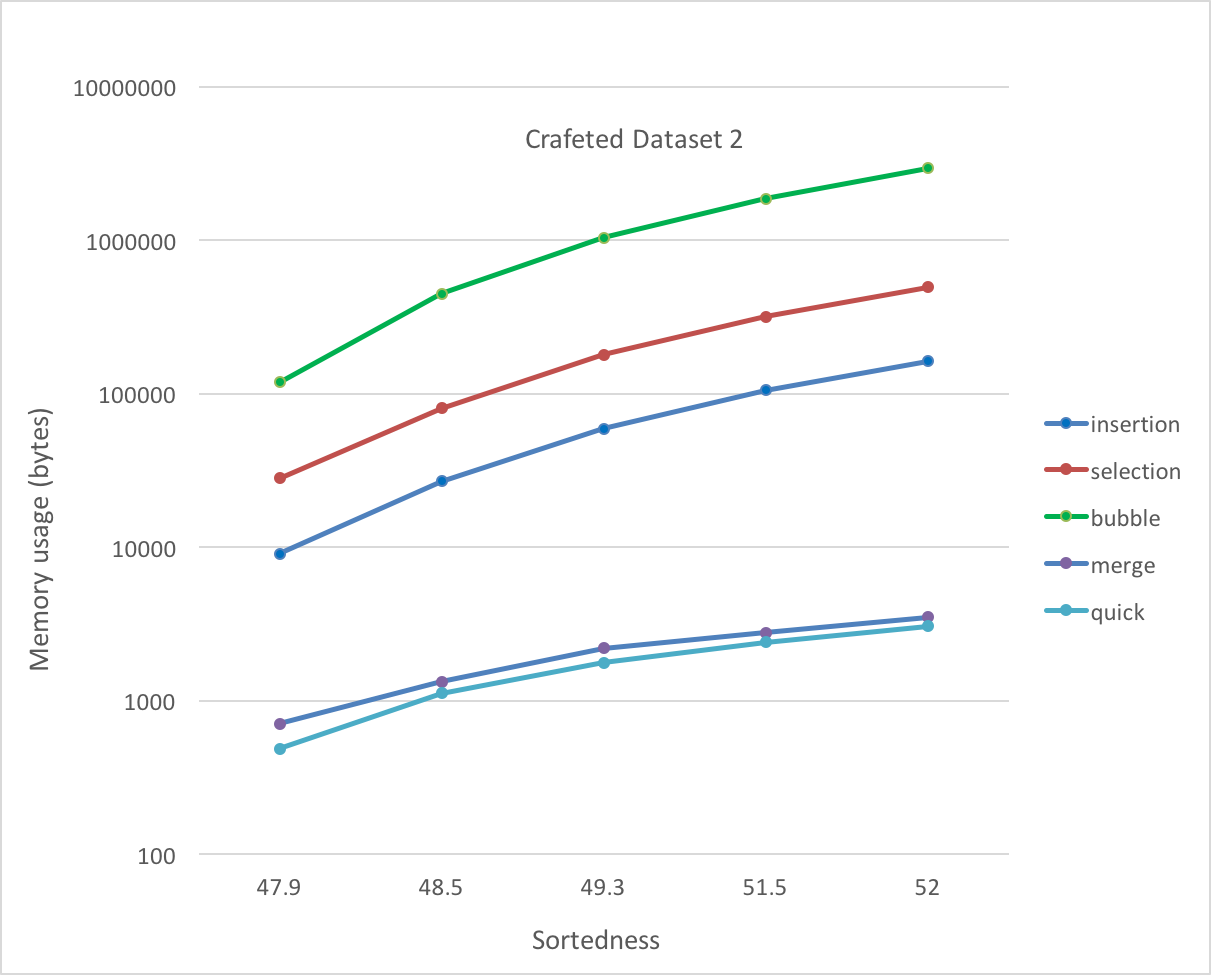 Crafeted Dataset 2
10000000
1000000
100000
10000
1000
100
Memory usage (bytes)
47.9 48.5 49.3 51.5 52
Sortedness
insertion
selection
bubble
merge
quick